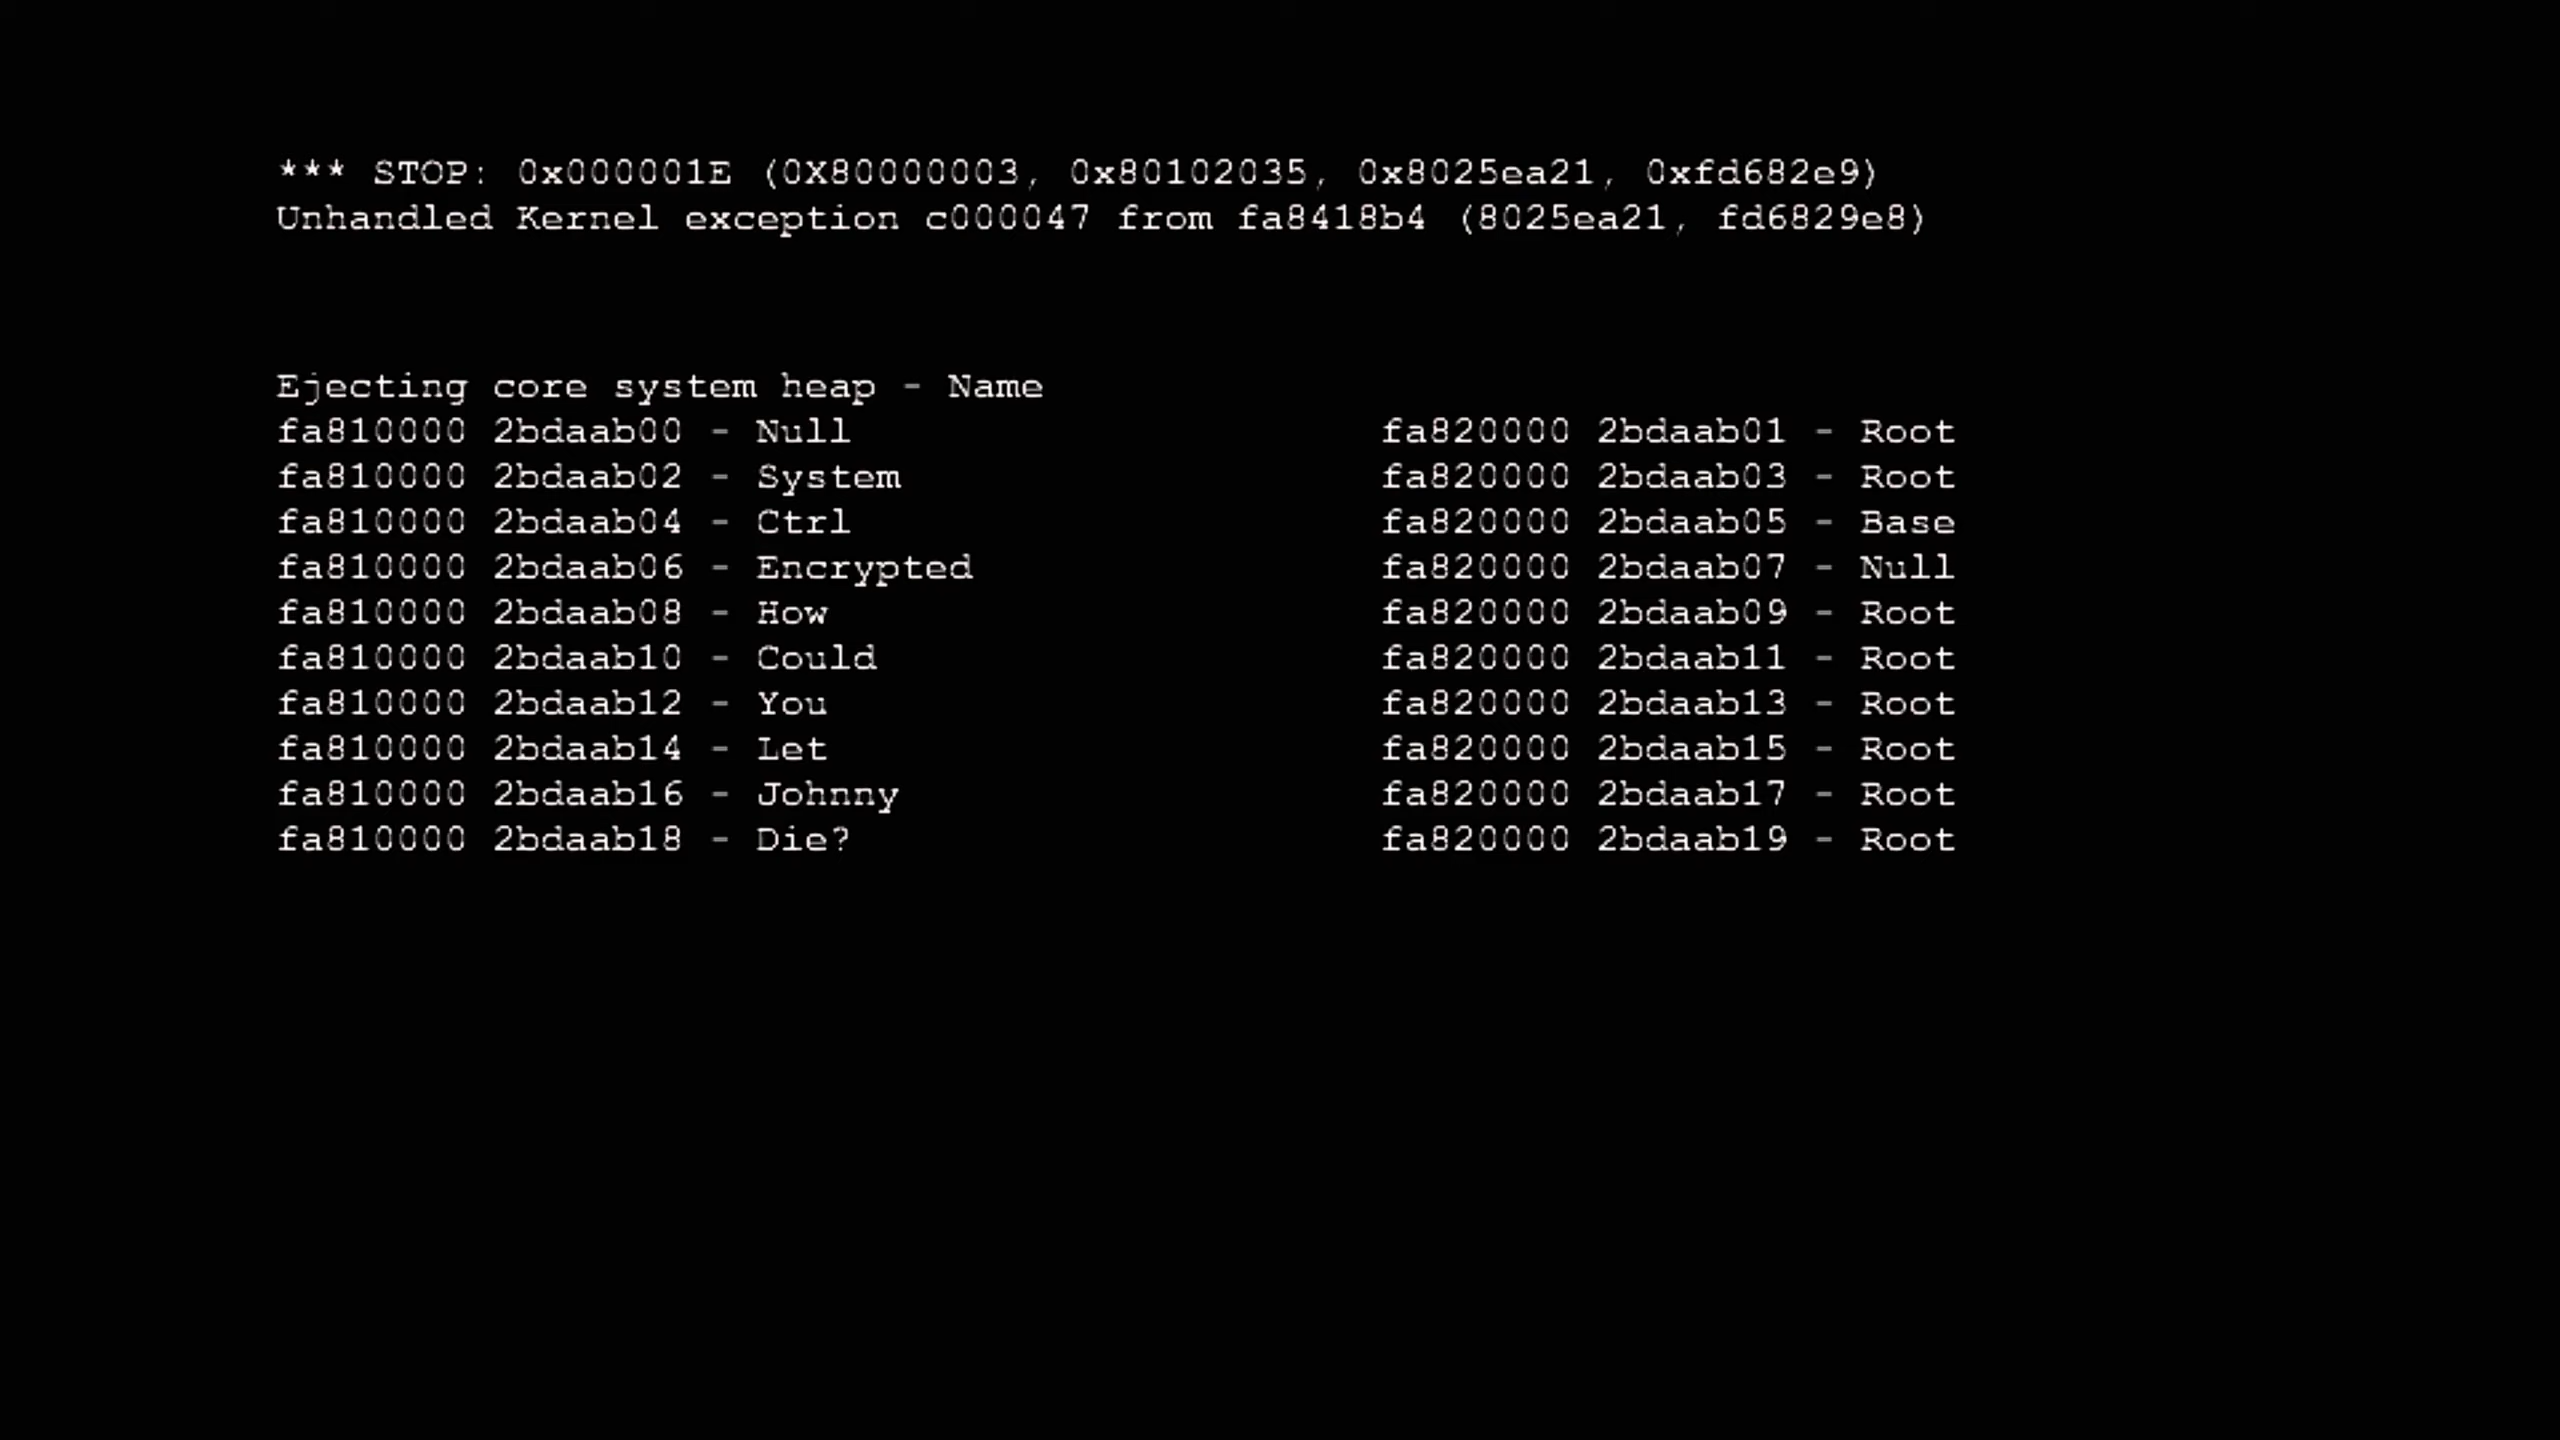 *** STOP: 0x000001E (0X80000003, 0x80102035, 0x8025ea21, 0xfd682e9)
Unhandled Kernel exception c000047 from fa8418b4 (8025ea21, fd6829e8)
Ejecting core system heap - Name
fa810000 2bdaab00 - Null fa820000 2bdaab01 - Root
fa810000 2bdaab02 - System fa820000 2bdaab03 - Root
fa810000 2bdaab04 - Ctrl fa820000 2bdaab05 - Base
fa810000 2bdaab06 - Encrypted fa820000 2bdaab07 - Null
fa810000 2bdaab08 - How fa820000 2bdaab09 - Root
fa810000 2bdaab10 - Could fa820000 2bdaab11 - Root
fa810000 2bdaab12 - You fa820000 2bdaab13 - Root
fa810000 2bdaab14 - Let fa820000 2bdaab15 - Root
fa810000 2bdaab16 - Johnny fa820000 2bdaab17 - Root
fa810000 2bdaab18 - Die? fa820000 2bdaab19 - Root